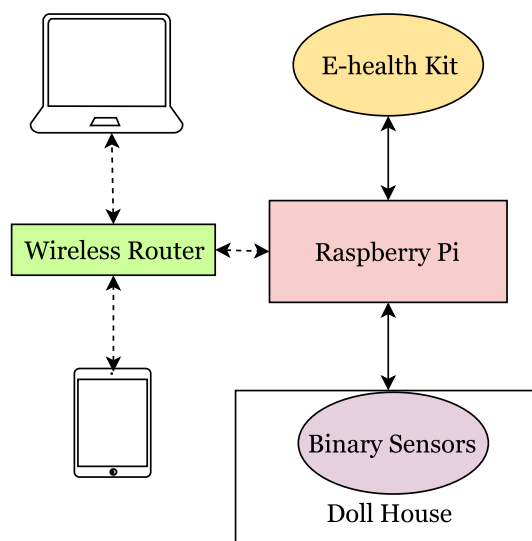 E-health Kit
Wireless Router
Raspberry Pi
Binary Sensors
Doll House